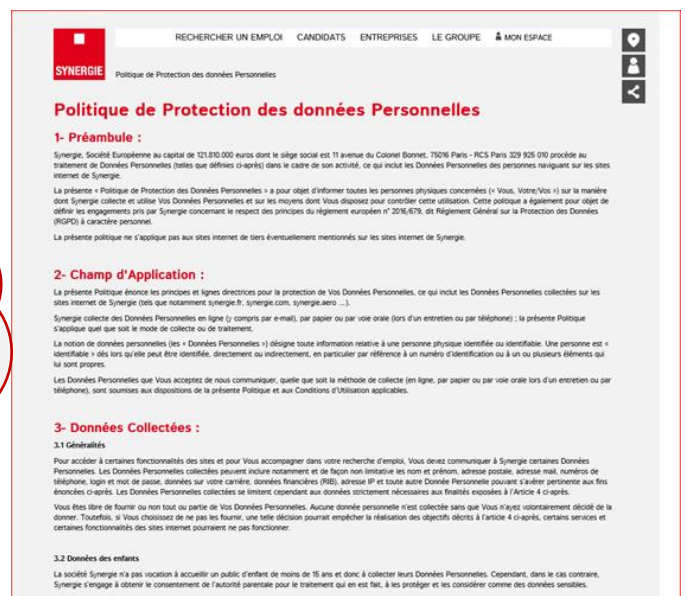 RECHERCHER UN EMPLOI CANDIDATS ENTREPRISES LE GROUPE MON ESPACE
SYNERGIE
Politique de Protection des données Personnelles
Politique de Protection des données Personnelles
1- Préambule :
Synergie, Société Européenne au capital de 121.810.000 euros dont le siège social est 11 avenue du Colonel Bonnet, 75016 Paris - RCS Paris 329 925 010 procède au
traitement de Données Personnelles (telles que définies ci-après) dans le cadre de son activité, ce qui inclut les Données Personnelles des personnes naviguant sur les sites
internet de Synergie.
La présente « Politique de Protection des Données Personnelles » a pour objet d'informer toutes les personnes physiques concernées (« Vous, Votre/Vos ») sur la manière
dont Synergie collecte et utilise Vos Données Personnelles et sur les moyens dont Vous disposez pour contrôler cette utilisation. Cette politique a également pour objet de
définir les engagements pris par Synergie concernant le respect des principes du règlement européen n° 2016/679, dit Règlement Général sur la Protection des Données
(RGPD) à caractère personnel.
La présente politique ne s'applique pas aux sites internet de tiers éventuellement mentionnés sur les sites internet de Synergie.
2- Champ d'Application :
La présente Politique énonce les principes et lignes directrices pour la protection de Vos Données Personnelles, ce qui inclut les Données Personnelles collectées sur les
sites internet de Synergie (tels que notamment synergie.fr, synergie.com, synergie.aero ....).
Synergie collecte des Données Personnelles en ligne (y compris par e-mail), par papier ou par voie orale (lors d'un entretien ou par téléphone) ; la présente Politique
s'applique quel que soit le mode de collecte ou de traitement.
La notion de données personnelles (les « Données Personnelles ») désigne toute information relative à une personne physique identifiée ou identifiable. Une personne est «
identifiable » dès lors qu'elle peut être identifiée, directement ou indirectement, en particulier par référence à un numéro d'identification ou à un ou plusieurs éléments qui
lui sont propres.
Les Données Personnelles que Vous acceptez de nous communiquer, quelle que soit la méthode de collecte (en ligne, par papier ou par voie orale lors d'un entretien ou par
téléphone), sont soumises aux dispositions de la présente Politique et aux Conditions d'Utilisation applicables.
3- Données Collectées :
3.1 Généralités
Pour accéder à certaines fonctionnalités des sites et pour Vous accompagner dans votre recherche d'emploi, Vous devez communiquer à Synergie certaines Données
Personnelles. Les Données Personnelles collectées peuvent inclure notamment et de façon non limitative les nom et prénom, adresse postale, adresse mail, numéros de
téléphone, login et mot de passe, données sur votre carrière, données financières (RIB), adresse IP et toute autre Donnée Personnelle pouvant s'avérer pertinente aux fins
énoncées ci-après. Les Données Personnelles collectées se limitent cependant aux données strictement nécessaires aux finalités exposées à l'Article 4 ci-après.
Vous êtes libre de fournir ou non tout ou partie de Vos Données Personnelles. Aucune donnée personnelle n'est collectée sans que Vous n'ayez volontairement décidé de la
donner. Toutefois, si Vous choisissez de ne pas les fournir, une telle décision pourrait empêcher la réalisation des objectifs décrits à l'article 4 ci-après, certains services et
certaines fonctionnalités des sites internet pourraient ne pas fonctionner.
3.2 Données des enfants
La société Synergie n'a pas vocation à accueillir un public d'enfant de moins de 15 ans et donc à collecter leurs Données Personnelles. Cependant, dans le cas contraire,
Synergie s'engage à obtenir le consentement de l'autorité parentale pour le traitement qui en est fait, à les protéger et les considérer comme des données sensibles.